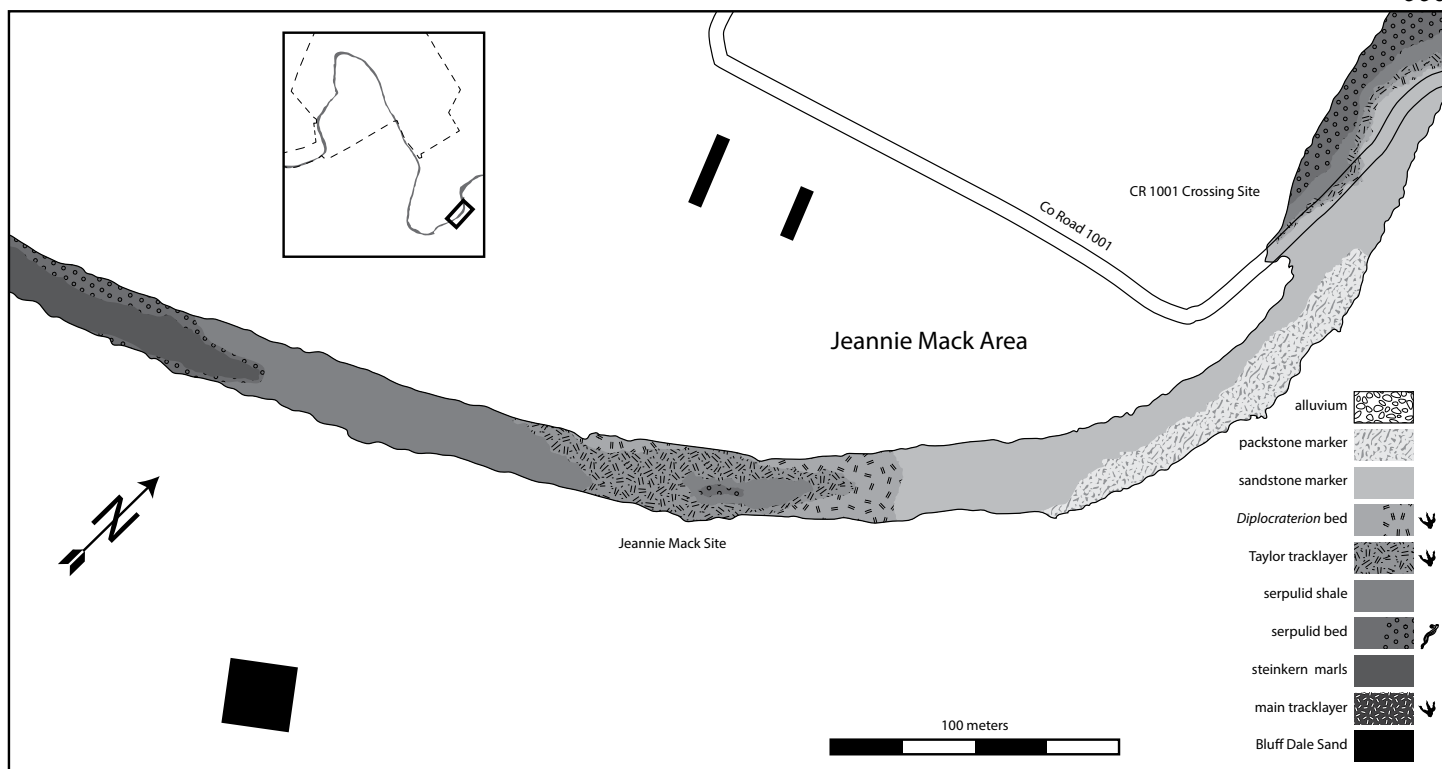 CR 1001 Crossing Site
Co Road 1001
Jeannie Mack Area
N
Jeannie Mack Site
100 meters
alluvium
packstone marker
sandstone marker
Diplocraterion bed
Taylor tracklayer
serpulid shale
serpulid bed
steinkern marls
main tracklayer
Bluff Dale Sand